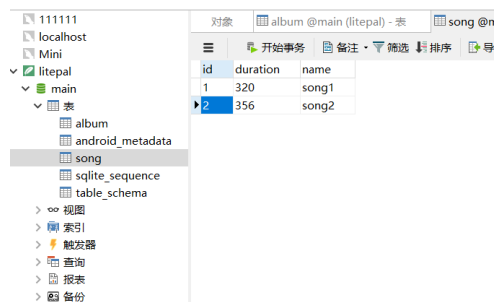 111111
localhost
Mini
litepal
main
表
album
android_metadata
song
sqlite_sequence
table_schema
视图
索引
触发器
查询
报表
备份
对象 album @main (litepal) - 表 song @m
开始事务 备注 筛选 排序 导
id duration name
1 320 song1
2 356 song2